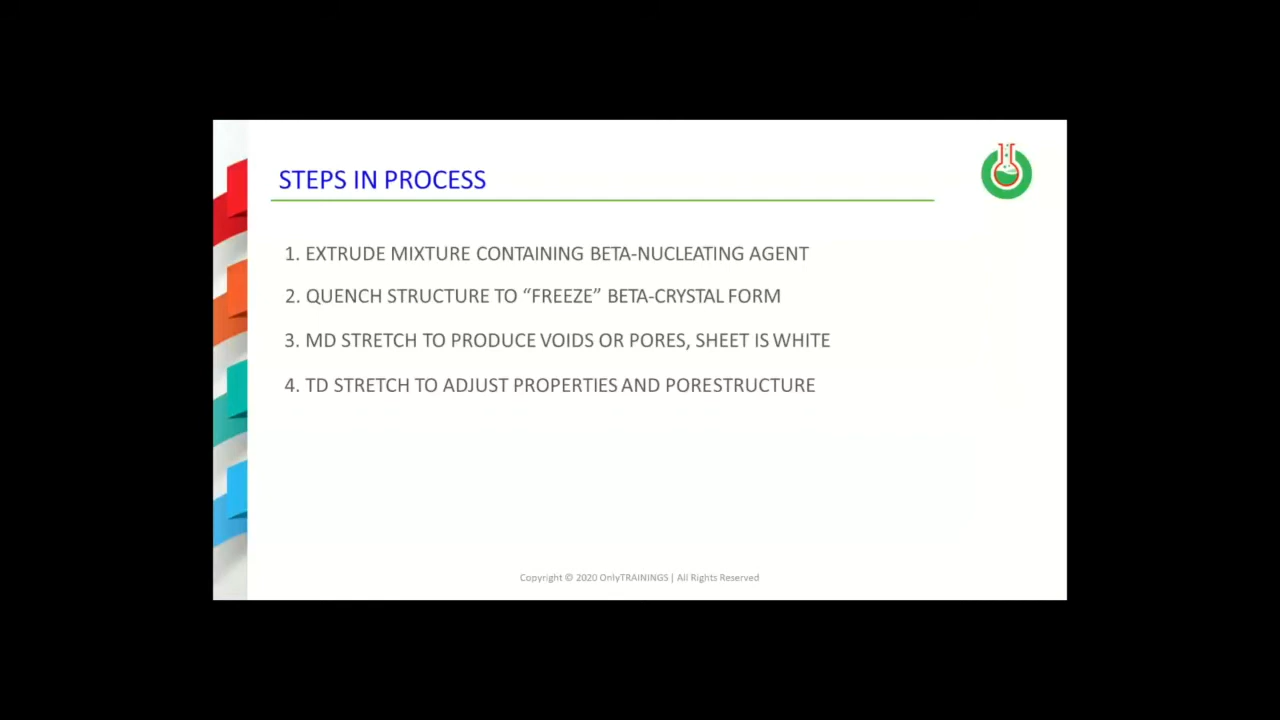 STEPS IN PROCESS
1. EXTRUDE MIXTURE CONTAINING BETA-NUCLEATING AGENT
2. QUENCH STRUCTURE TO “FREEZE” BETA-CRYSTAL FORM
3. MD STRETCH TO PRODUCE VOIDS OR PORES, SHEET IS WHITE
4. TD STRETCH TO ADJUST PROPERTIES AND PORESTRUCTURE
Copyright © 2020 OnlyTRAININGS | All Rights Reserved